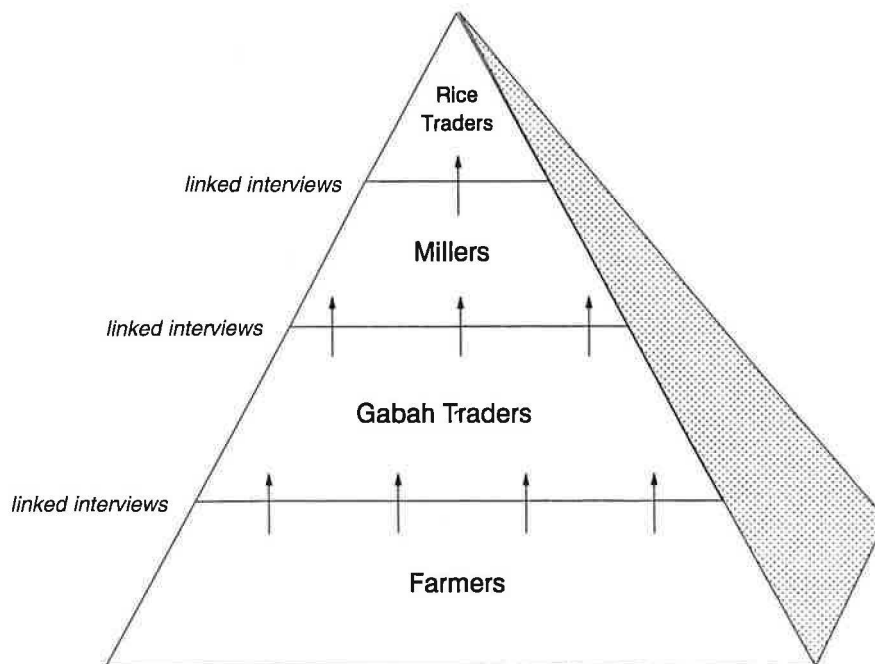 Rice
Traders
linked interviews
Millers
linked interviews
Gabah Traders
linked interviews
Farmers